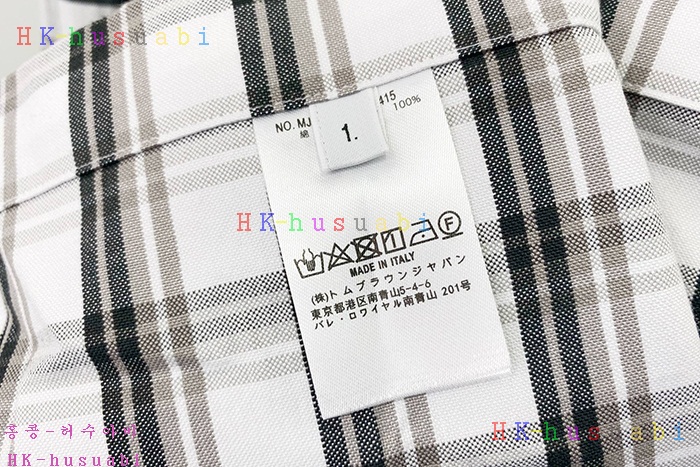 HK-husuabi
NO. MJ 415
綿 100%
1.
HK-husuabi
MADE IN ITALY
(株)トムブラウンジャパン
東京都港区南青山5-4-6
パレ・ロワイヤル南青山 201号
HK-husuabi
홍콩-허수아비
HK-husuabi